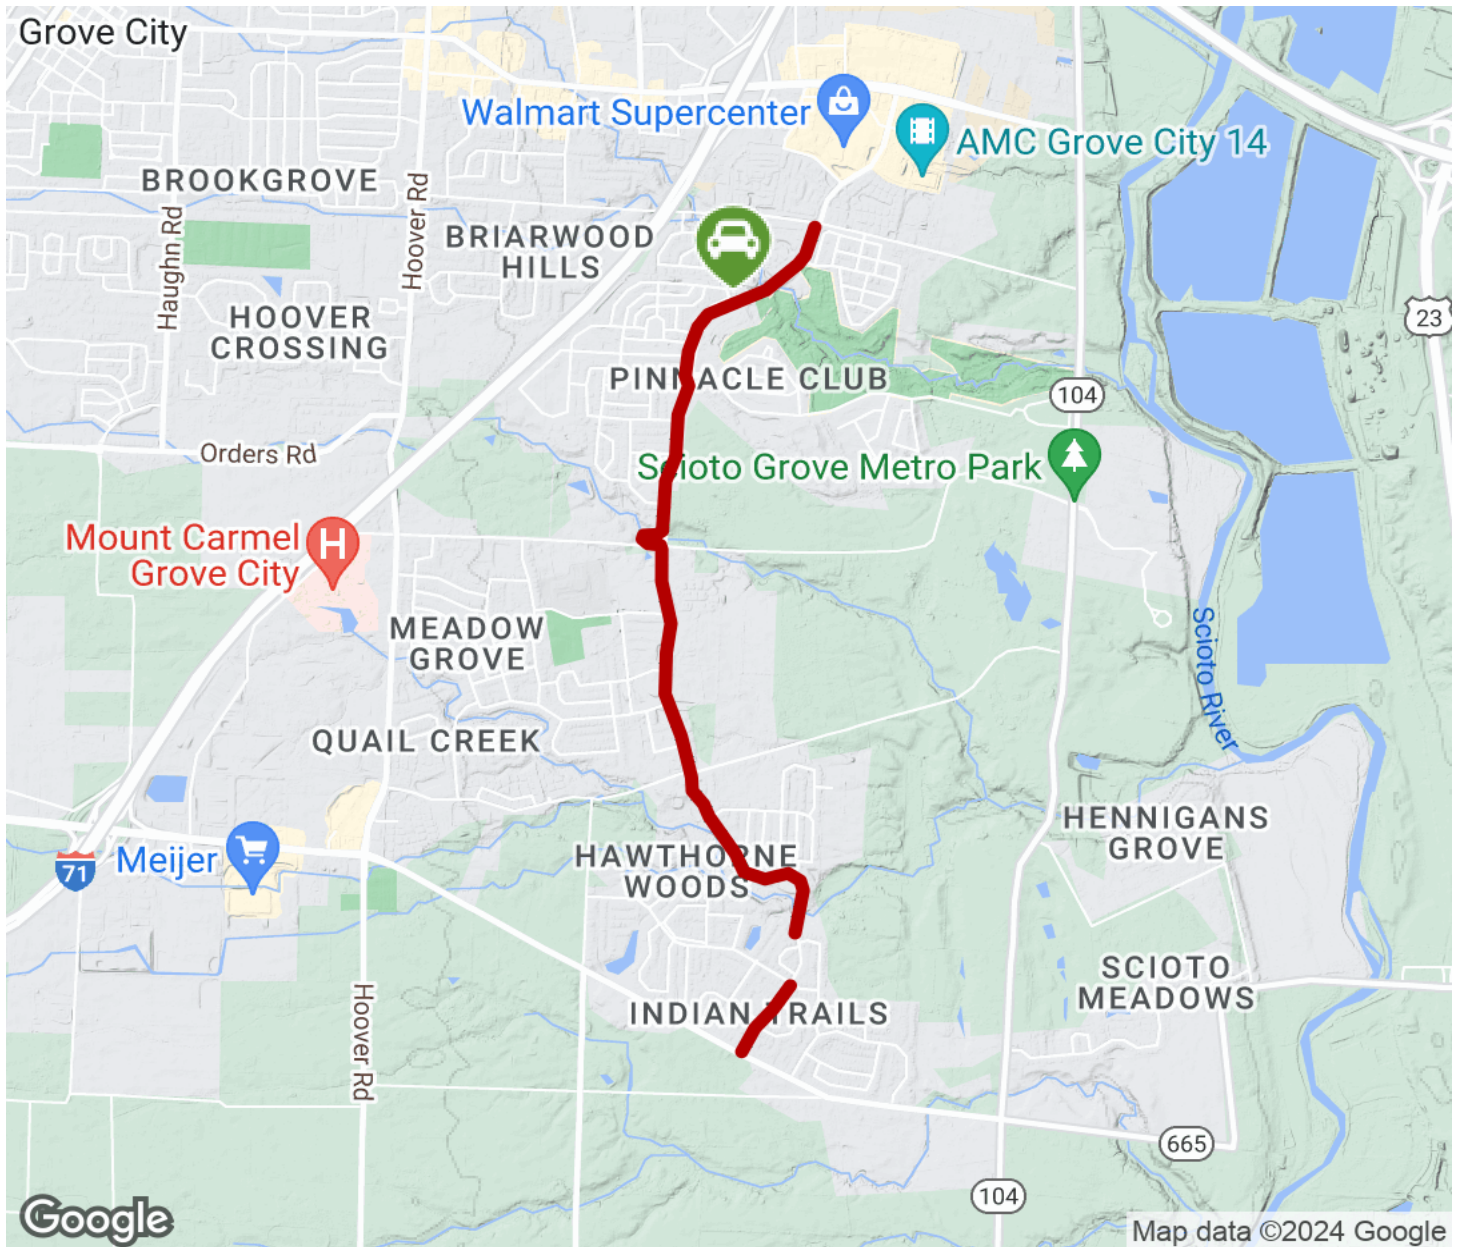 Grove City
Walmart Supercenter
AMC Grove City 14
BROOKGROVE
Hoover Rd
Haughn Rd
BRIARWOOD
HILLS
HOOVER
CROSSING
23
PINNACLE CLUB
104
Orders Rd
Scioto Grove Metro Park
Mount Carmel
Grove City
H
MEADOW
GROVE
Scioto River
QUAIL CREEK
HENNIGANS
GROVE
71
Meijer
HAWTHORNE
WOODS
SCIOTO
MEADOWS
INDIAN TRAILS
Hoover Rd
665
104
Google
Map data ©2024 Google